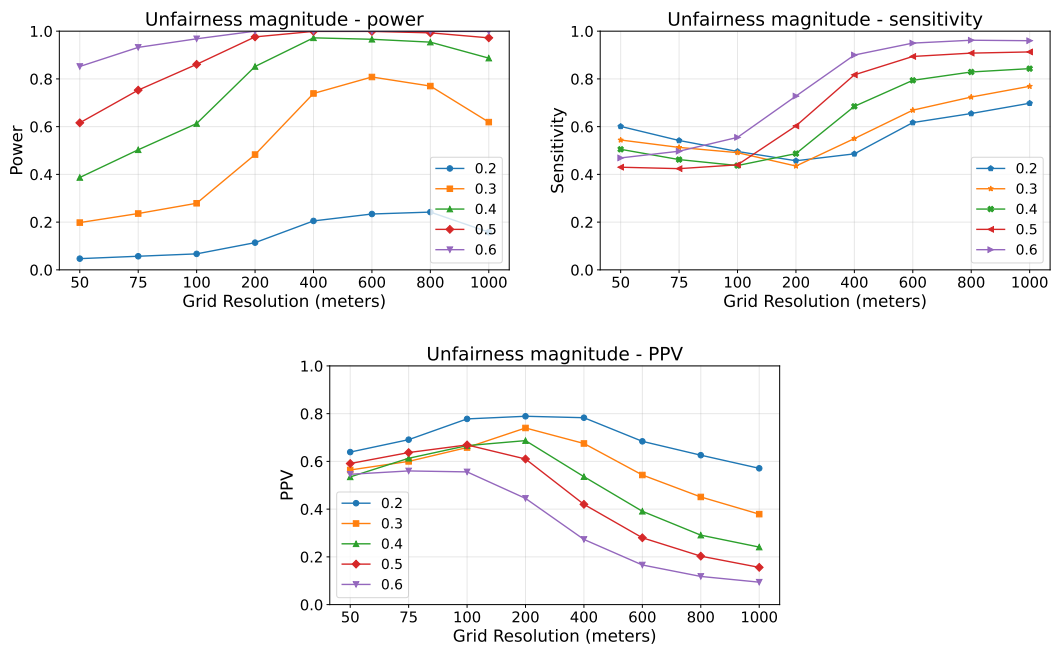 Unfairness magnitude - power
1.0
0.8
0.6
0.4
0.2
0.0
Power
50 75 100 200 400 600 800 1000
Grid Resolution (meters)
0.2
0.3
0.4
0.5
0.6
Unfairness magnitude - sensitivity
1.0
0.8
0.6
0.4
0.2
0.0
Sensitivity
50 75 100 200 400 600 800 1000
Grid Resolution (meters)
0.2
0.3
0.4
0.5
0.6
Unfairness magnitude - PPV
1.0
0.8
0.6
0.4
0.2
0.0
PPV
50 75 100 200 400 600 800 1000
Grid Resolution (meters)
0.2
0.3
0.4
0.5
0.6